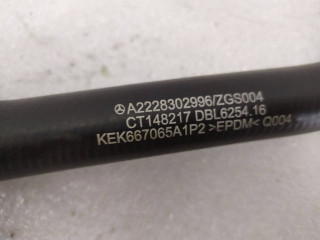 A2228302996/ZGS004
CT148217 DBL6254.16
KEK667065A1P2 >EPDM< Q004